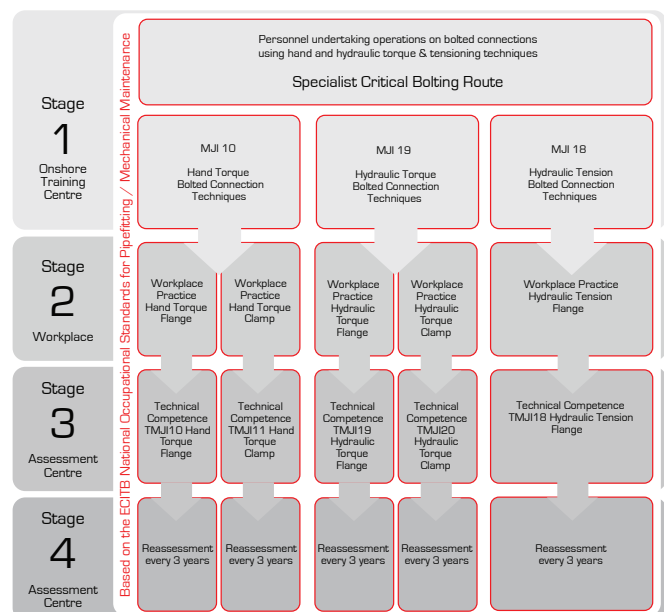 Personnel undertaking operations on bolted connections
using hand and hydraulic torque & tensioning techniques
Specialist Critical Bolting Route
Based on the ECITB National Occupational Standards for Pipefitting / Mechanical Maintenance
Stage
1
Onshore
Training
Centre
MJI 10
Hand Torque
Bolted Connection
Techniques
MJI 19
Hydraulic Torque
Bolted Connection
Techniques
MJI 18
Hydraulic Tension
Bolted Connection
Techniques
Stage
2
Workplace
Workplace
Practice
Hand Torque
Flange
Workplace
Practice
Hand Torque
Clamp
Workplace
Practice
Hydraulic
Torque
Flange
Workplace
Practice
Hydraulic
Torque
Clamp
Workplace Practice
Hydraulic Tension
Flange
Stage
3
Assessment
Centre
Technical
Competence
TMJI10 Hand
Torque
Flange
Technical
Competence
TMJI11 Hand
Torque
Clamp
Technical
Competence
TMJI19
Hydraulic
Torque
Flange
Technical
Competence
TMJI20
Hydraulic
Torque
Clamp
Technical Competence
TMJI18 Hydraulic Tension
Flange
Stage
4
Assessment
Centre
Reassessment
every 3 years
Reassessment
every 3 years
Reassessment
every 3 years
Reassessment
every 3 years
Reassessment
every 3 years